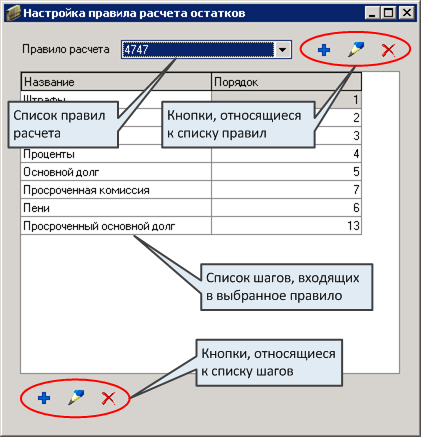 Настройка правила расчета остатков
Правило расчета 4747
Название Порядок
Штрафы 1
2
3
Список правил
расчета
Кнопки, относящиеся
к списку правил
Проценты 4
Основной долг 5
Просроченная комиссия 7
Пени 6
Просроченный основной долг 13
Список шагов, входящих
в выбранное правило
Кнопки, относящиеся
к списку шагов